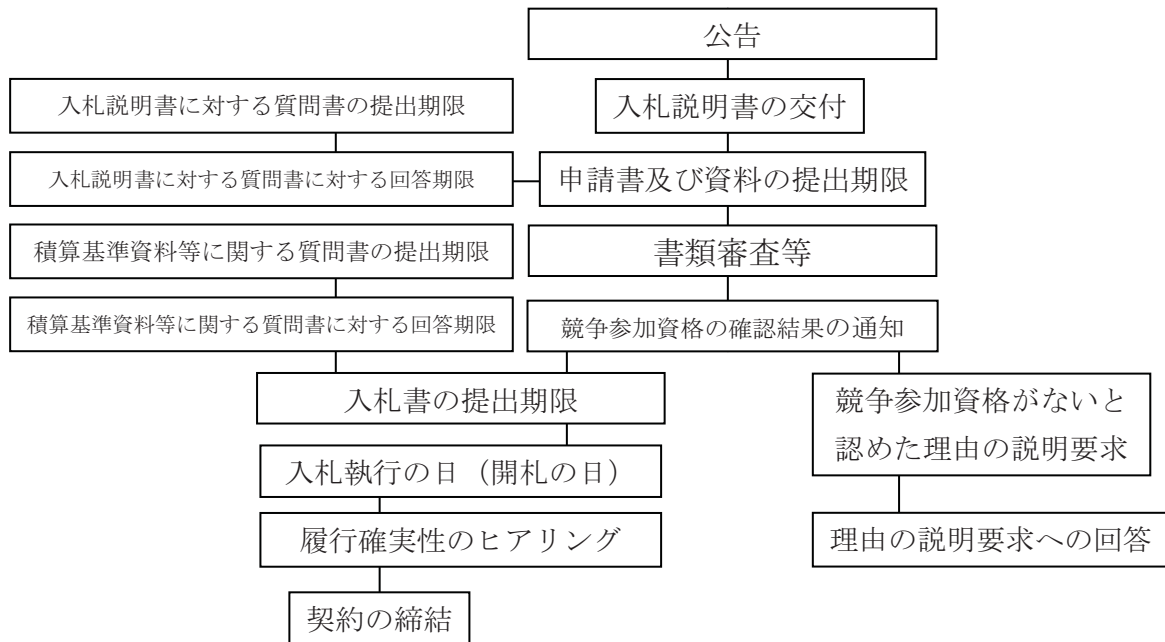 公告
入札説明書に対する質問書の提出期限
入札説明書の交付
入札説明書に対する質問書に対する回答期限
申請書及び資料の提出期限
積算基準資料等に関する質問書の提出期限
書類審査等
積算基準資料等に関する質問書に対する回答期限
競争参加資格の確認結果の通知
入札書の提出期限
競争参加資格がないと
認めた理由の説明要求
入札執行の日（開札の日）
履行確実性のヒアリング
理由の説明要求への回答
契約の締結